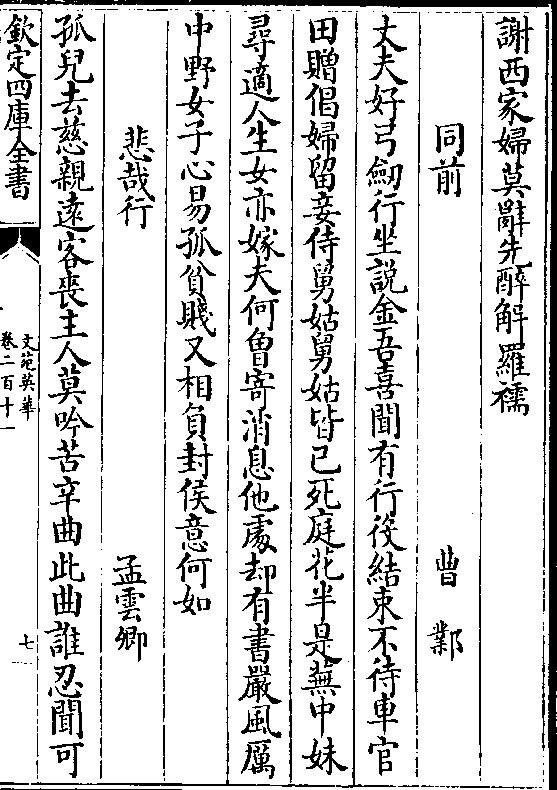 謝西家婦莫辭先醉解羅襦
同前 曹鄴
丈夫好弓劒行坐說金吾喜聞有行役結束不待車官
田贈倡婦留妾侍舅姑舅姑皆已死庭花半是蕪中妹
尋適人生女亦嫁夫何曾寄消息他處却有書嚴風厲
中野女子心易孤貧賤又相負封侯意何如
悲哉行 孟雲卿
孤兒去慈親遠客喪主人莫吟苦辛曲此曲誰忍聞可
欽定四庫全書
文苑英華
卷二百十一
七